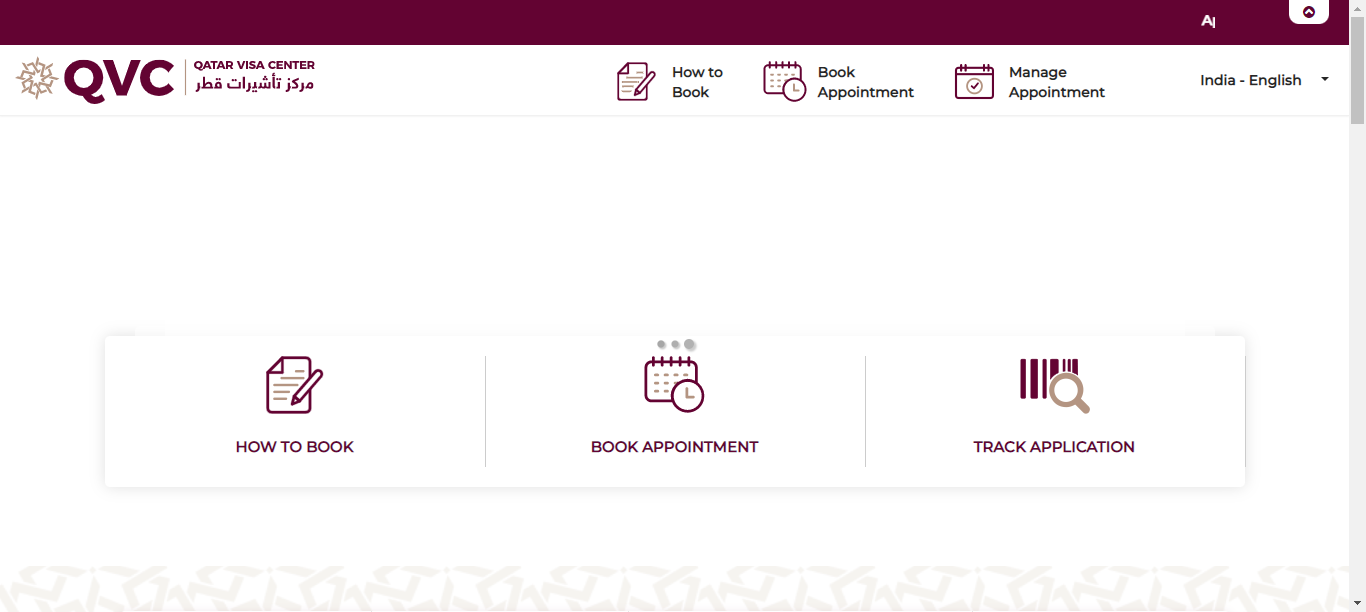 QVC
QATAR VISA CENTER
مركز تأشيرات قطر
How to
Book
Book
Appointment
Manage
Appointment
India - English
HOW TO BOOK
BOOK APPOINTMENT
TRACK APPLICATION